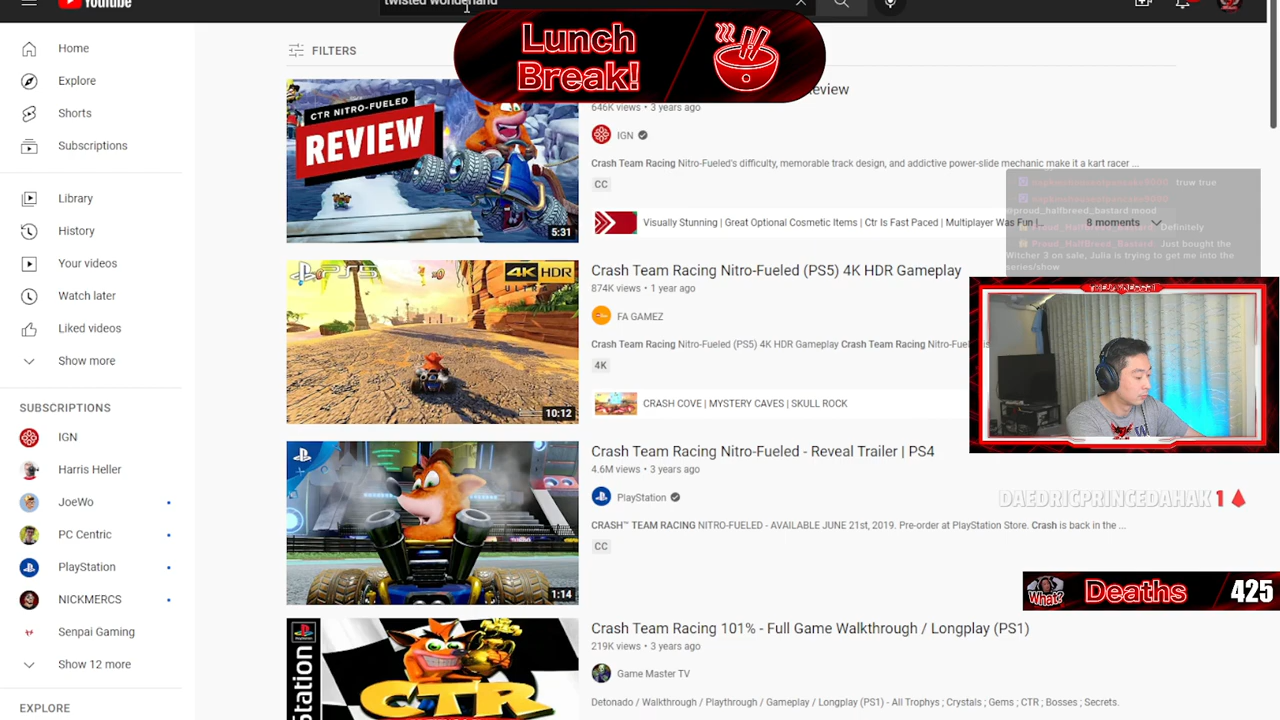 YouTube
twisted wonderland
Lunch
Break!
Home
Explore
Shorts
Subscriptions
Library
History
Your videos
Watch later
Liked videos
Show more
SUBSCRIPTIONS
IGN
Harris Heller
JoeWo
PC Centric
PlayStation
NICKMERCS
Senpai Gaming
Show 12 more
EXPLORE
FILTERS
CTR NITRO-FUELED
REVIEW
5:31
Review
646K views • 3 years ago
IGN
Crash Team Racing Nitro-Fueled's difficulty, memorable track design, and addictive power-slide mechanic make it a kart racer ...
CC
Visually Stunning | Great Optional Cosmetic Items | Ctr Is Fast Paced | Multiplayer Was Fun |...
8 moments
PS5
4K HDR
10:12
Crash Team Racing Nitro-Fueled (PS5) 4K HDR Gameplay
874K views • 1 year ago
FA GAMEZ
Crash Team Racing Nitro-Fueled (PS5) 4K HDR Gameplay Crash Team Racing
4K
CRASH COVE | MYSTERY CAVES | SKULL ROCK
1:14
Crash Team Racing Nitro-Fueled - Reveal Trailer | PS4
4.6M views • 3 years ago
PlayStation
CRASH™ TEAM RACING NITRO-FUELED - AVAILABLE JUNE 21st, 2019. Pre-order at PlayStation Store. Crash is back in the ...
CC
Station
CTR
Crash Team Racing 101% - Full Game Walkthrough / Longplay (PS1)
219K views • 3 years ago
Game Master TV
Detonado / Walkthrough / Playthrough / Gameplay / Longplay (PS1) - All Trophys ; Crystals ; Gems ; CTR ; Bosses ; Secrets.
truw true
@proud_halfbreed_bastard mood
Proud_HalfBreed_Bastard: Definitely
Proud_HalfBreed_Bastard: Just bought the
Witcher 3 on sale, Julia is trying to get me into the
series/show
DAEDRICPRINCEDAHAK 1
What?
Deaths
425